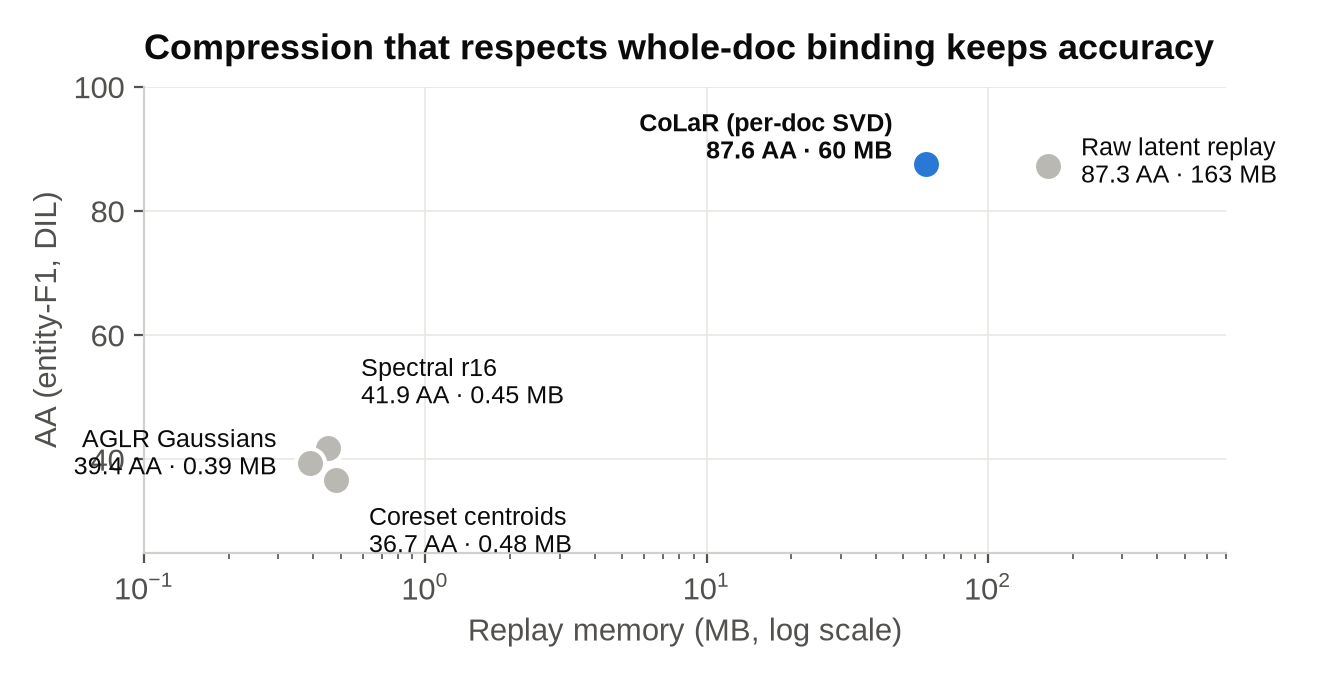 Compression that respects whole-doc binding keeps accuracy
100
80
60
40
AA (entity-F1, DIL)
CoLaR (per-doc SVD)
87.6 AA · 60 MB
Raw latent replay
87.3 AA · 163 MB
Spectral r16
41.9 AA · 0.45 MB
AGLR Gaussians
39.4 AA · 0.39 MB
Coreset centroids
36.7 AA · 0.48 MB
10⁻¹
10⁰
10¹
10²
Replay memory (MB, log scale)